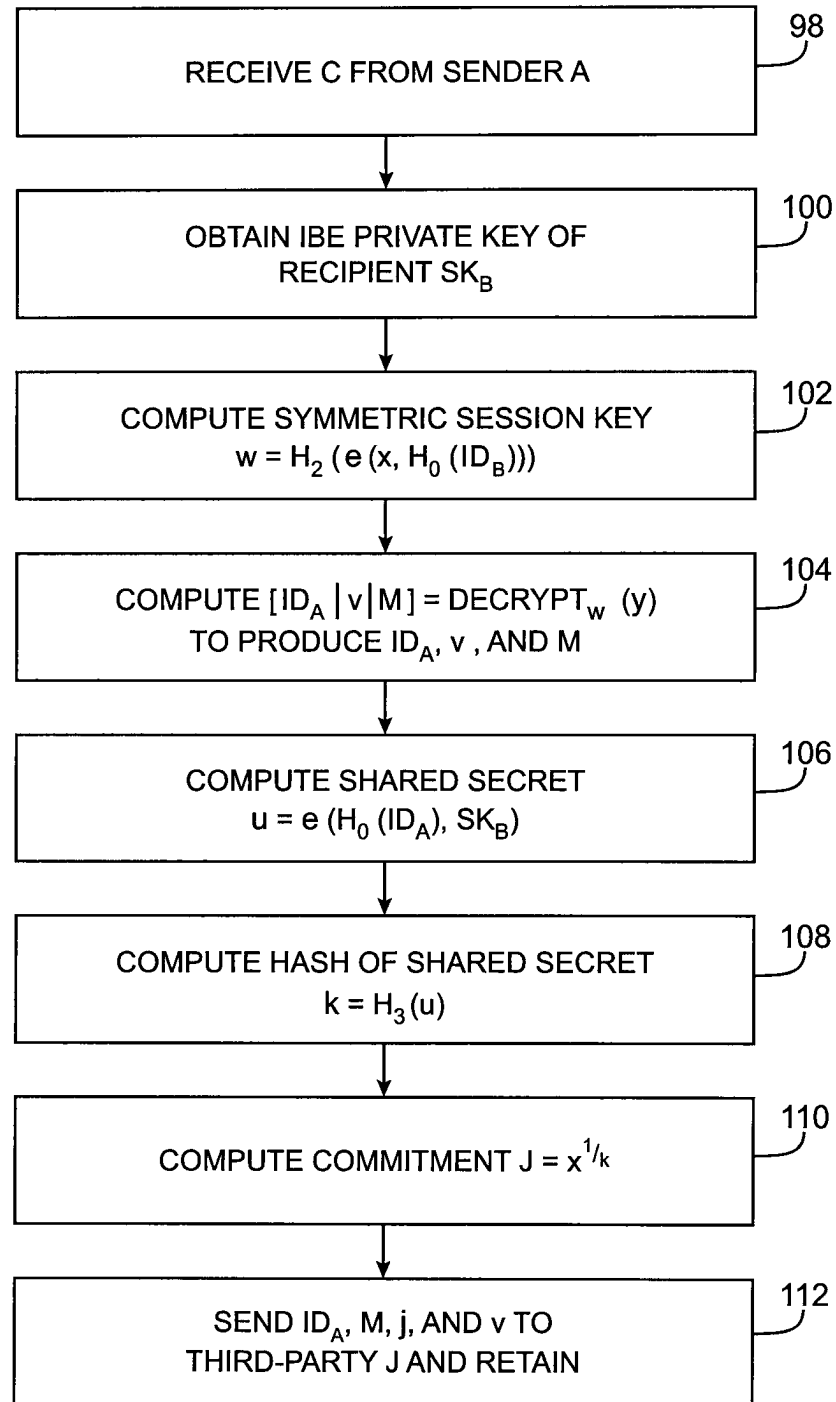 98
RECEIVE C FROM SENDER A
100
OBTAIN IBE PRIVATE KEY OF
RECIPIENT SK_B
102
COMPUTE SYMMETRIC SESSION KEY
w = H_2 ( e ( x, H_0 ( ID_B )))
104
COMPUTE [ ID_A | v | M ] = DECRYPT_w (y)
TO PRODUCE ID_A, v , AND M
106
COMPUTE SHARED SECRET
u = e ( H_0 ( ID_A ), SK_B )
108
COMPUTE HASH OF SHARED SECRET
k = H_3 ( u )
110
COMPUTE COMMITMENT J = x^1/k
112
SEND ID_A, M, j, AND v TO
THIRD-PARTY J AND RETAIN